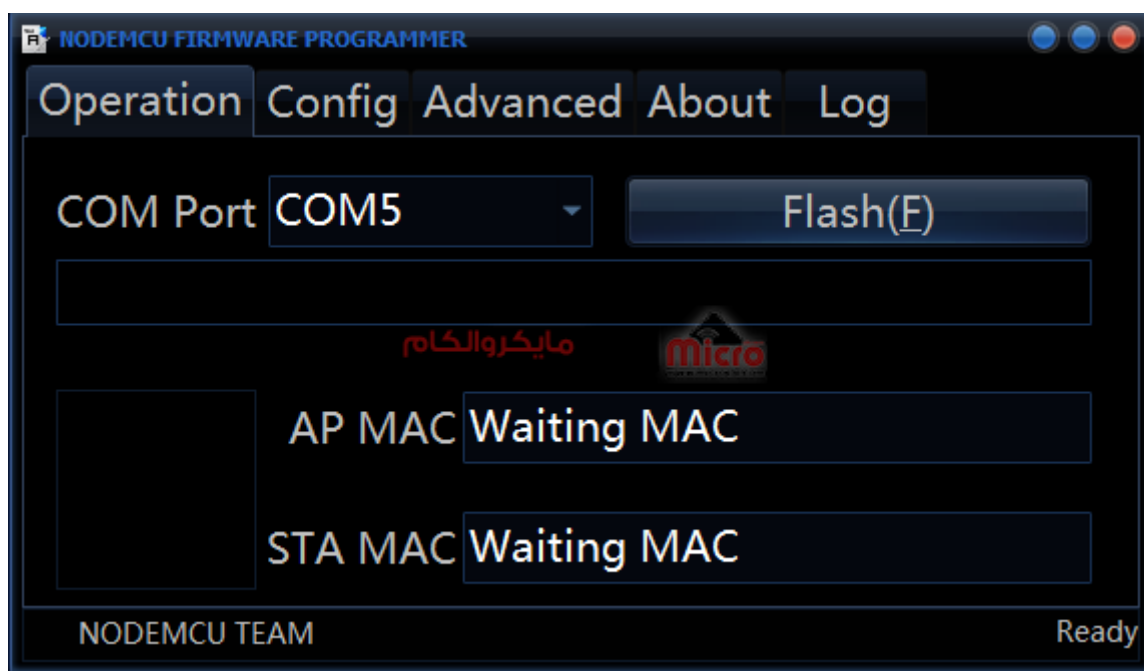 NODEMCU FIRMWARE PROGRAMMER
Operation Config Advanced About Log
COM Port COM5 Flash(F)
مايكروالكام Micro
AP MAC Waiting MAC
STA MAC Waiting MAC
NODEMCU TEAM Ready